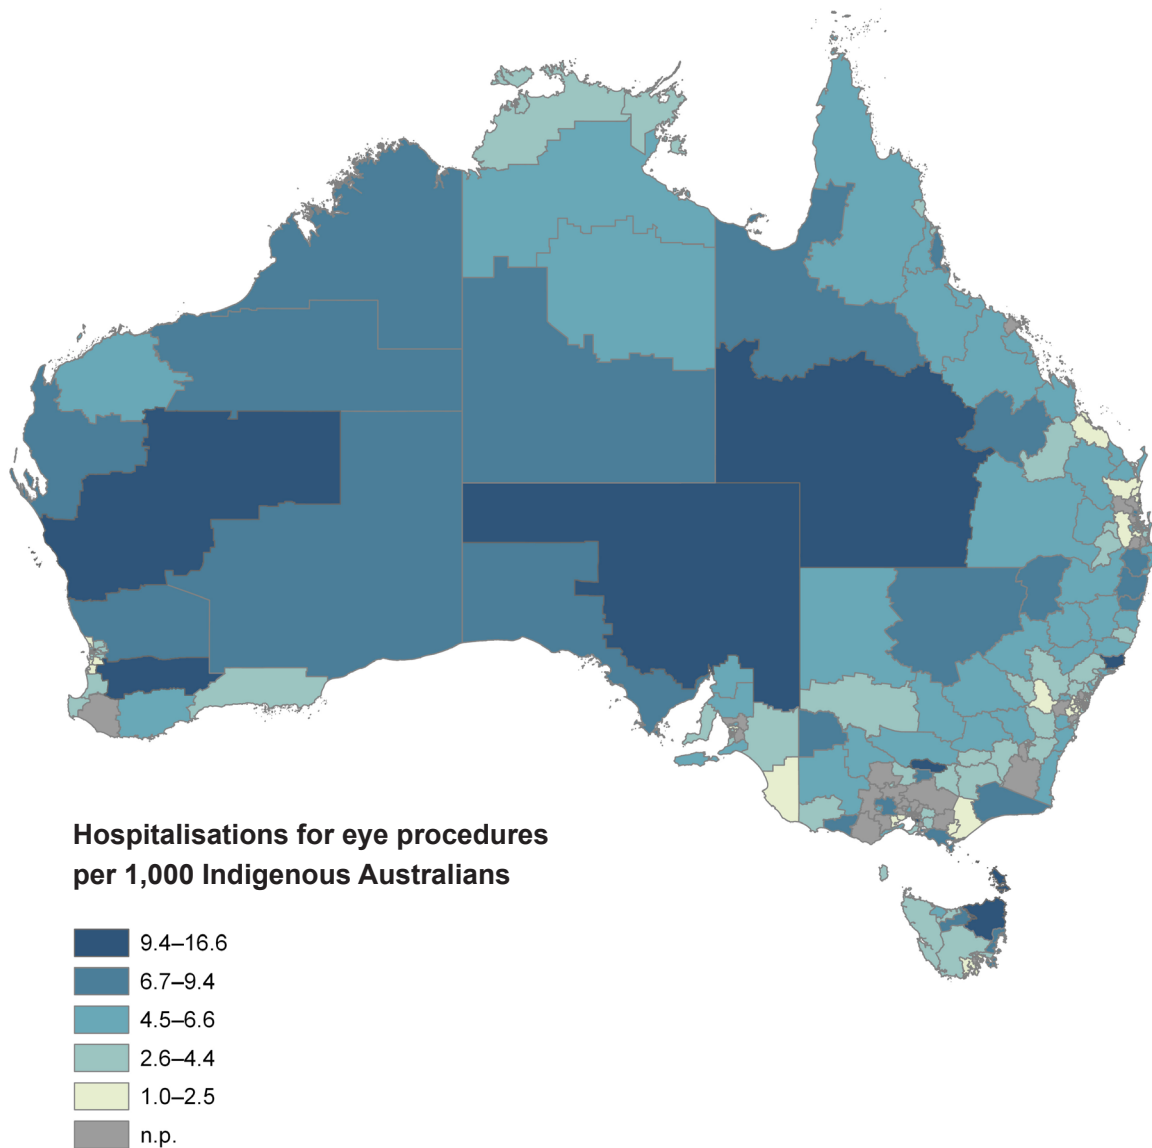 Hospitalisations for eye procedures
per 1,000 Indigenous Australians
9.4–16.6
6.7–9.4
4.5–6.6
2.6–4.4
1.0–2.5
n.p.